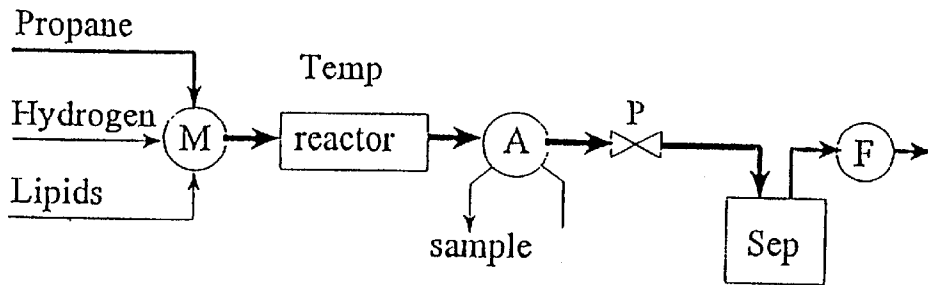 Propane
Temp
Hydrogen
M
reactor
A
P
F
Lipids
sample
Sep